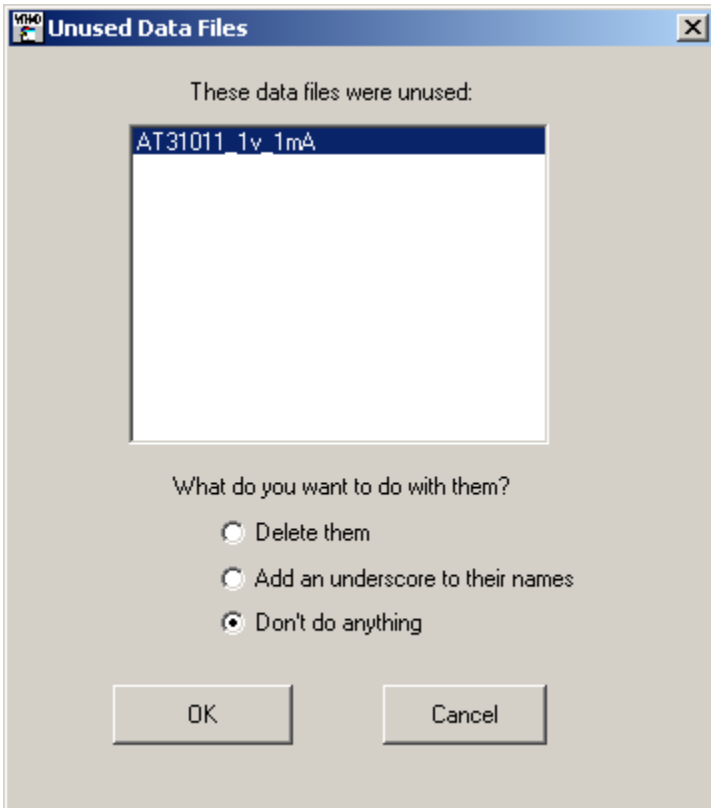 Unused Data Files
These data files were unused:
AT31011_1v_1mA
What do you want to do with them?
Delete them
Add an underscore to their names
Don't do anything
OK Cancel